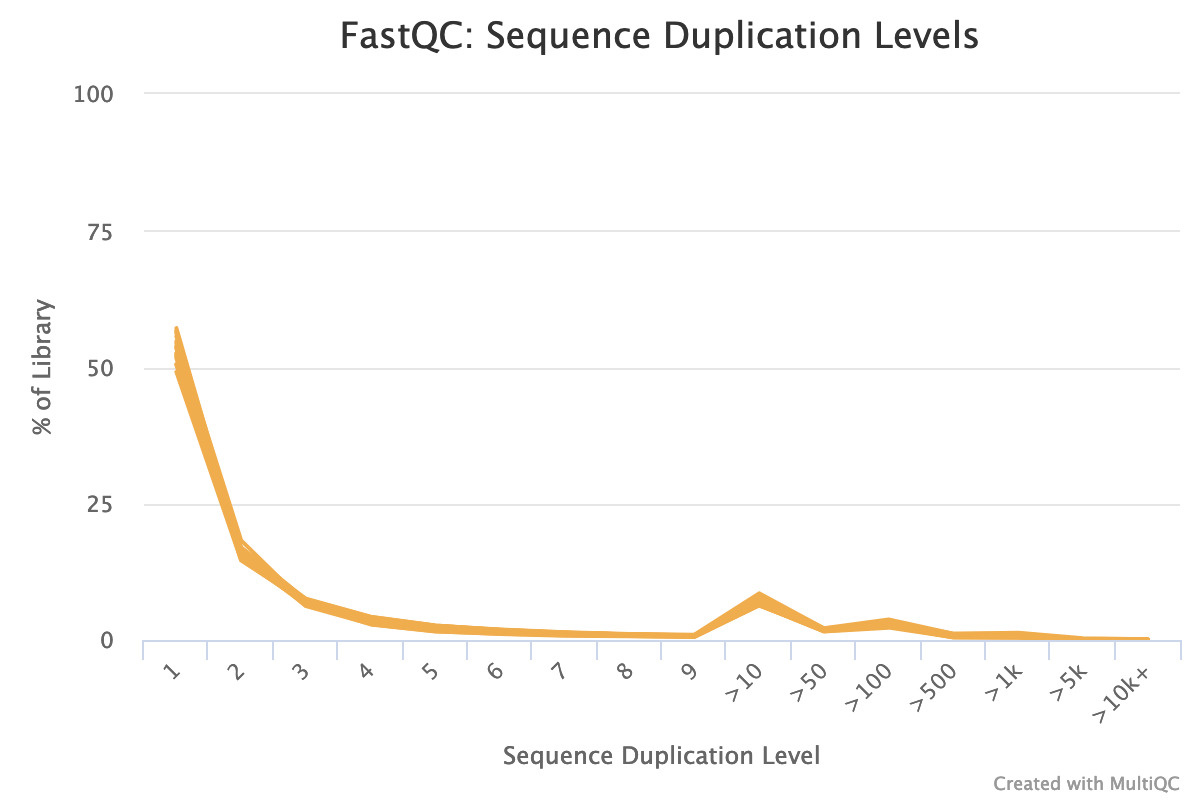 FastQC: Sequence Duplication Levels
100
75
50
25
0
% of Library
1
2
3
4
5
6
7
8
9
>10
>50
>100
>500
>1k
>5k
>10k+
Sequence Duplication Level
Created with MultiQC